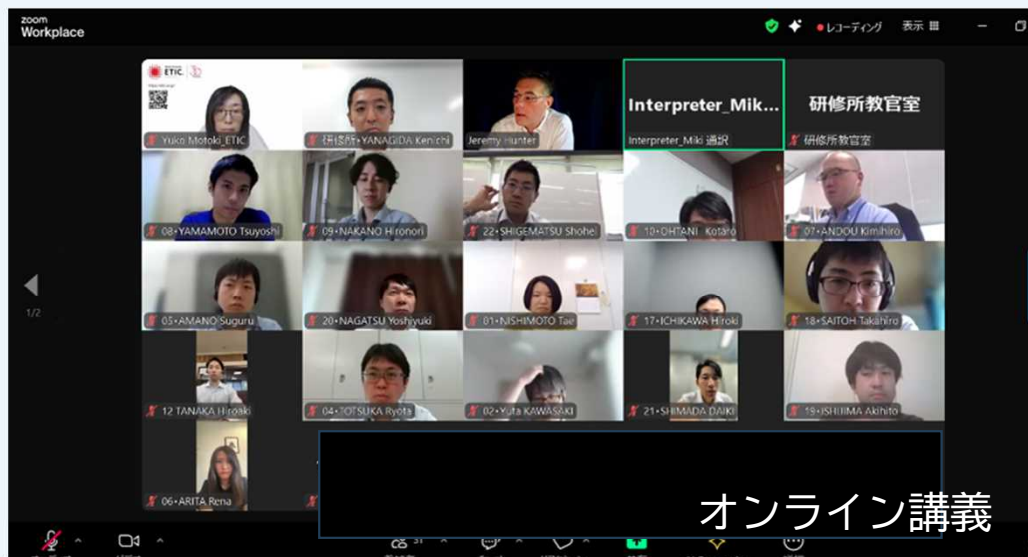 zoom
Workplace
レコーディング
表示
ETIC.
Yuko Motoki_ETIC
研修所・YANAGIDA Kenichi
Jeremy Hunter
Interpreter_Mik...
Interpreter_Miki 通訳
研修所教官室
研修所教官室
08・YAMAMOTO Tsuyoshi
09・NAKANO Hironori
22・SHIGEMATSU Shohei
10・OHTANI Kotaro
07・ANDOU Kimihiro
05・AMANO Suguru
20・NAGATSU Yoshiyuki
01・NISHIMOTO Tae
17・ICHIKAWA Hiroki
18・SAITOH Takahiro
1/2
12 TANAKA Hiroaki
04・TOTSUKA Ryota
02・Yuta KAWASAKI
21・SHIMADA DAIKI
19・ISHIJIMA Akihito
06・ARITA Rena
オンライン講義
31